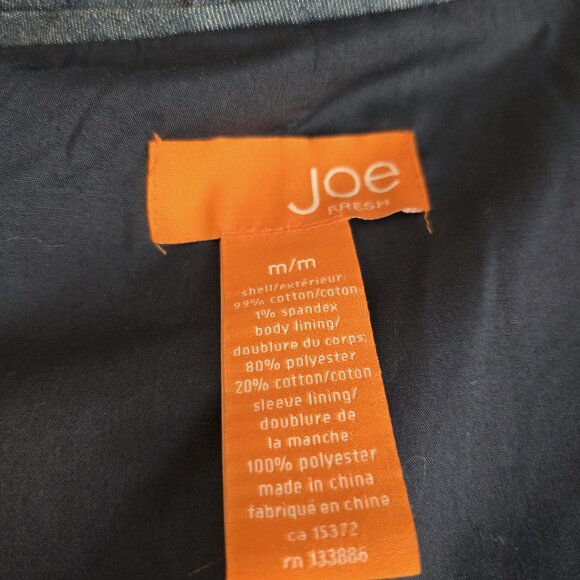 Joe
FRESH
m/m
shell/extérieur:
99% cotton/coton
1% spandex
body lining/
doublure du corps:
80% polyester
20% cotton/coton
sleeve lining/
doublure de
la manche:
100% polyester
made in china
fabriqué en chine
ca 15372
rn 133886